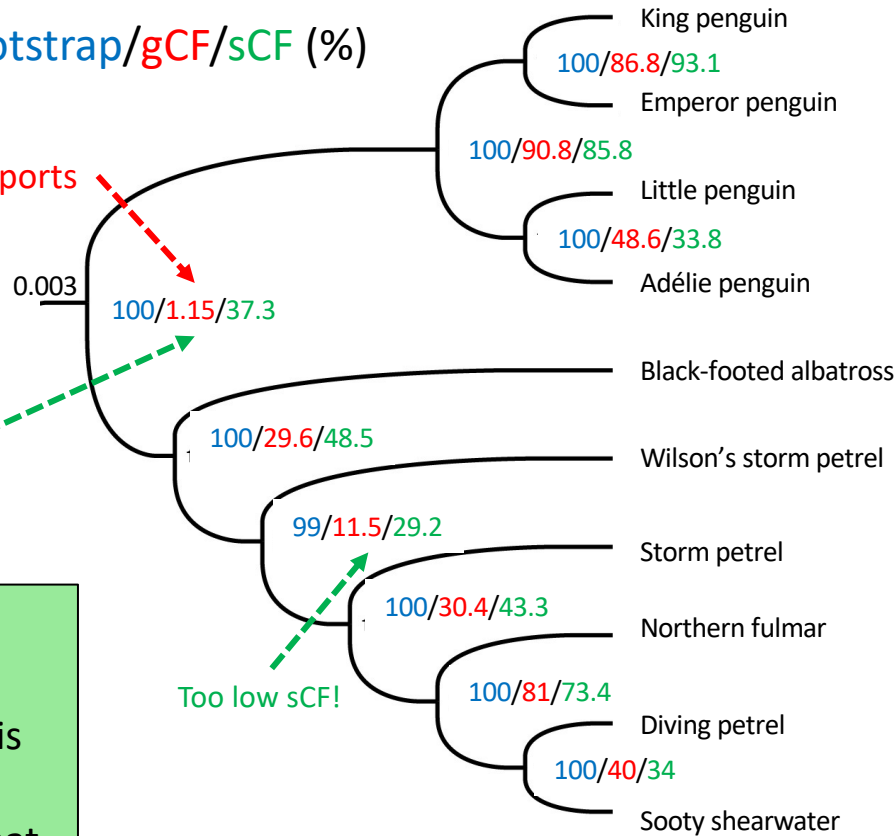 /gCF/sCF (%)
King penguin
100/86.8/93.1
Emperor penguin
100/90.8/85.8
Little penguin
100/48.6/33.8
Adélie penguin
0.003
100/1.15/37.3
Black-footed albatross
100/29.6/48.5
Wilson’s storm petrel
99/11.5/29.2
Storm petrel
100/30.4/43.3
Northern fulmar
Too low sCF!
100/81/73.4
Diving petrel
100/40/34
Sooty shearwater
is